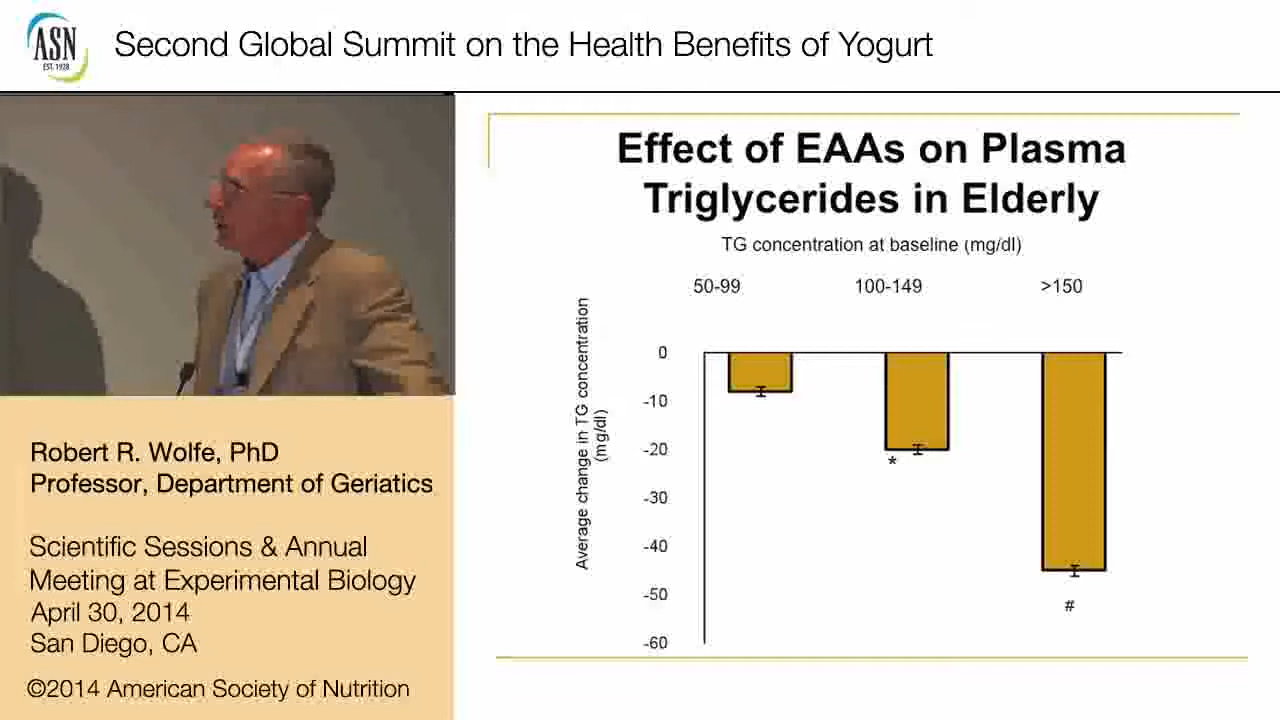 ASN
EST. 1928
Second Global Summit on the Health Benefits of Yogurt
Effect of EAAs on Plasma
Triglycerides in Elderly
TG concentration at baseline (mg/dl)
50-99 100-149 >150
Average change in TG concentration
(mg/dl)
0
-10
-20
-30
-40
-50
-60
*
#
Robert R. Wolfe, PhD
Professor, Department of Geriatics
Scientific Sessions & Annual
Meeting at Experimental Biology
April 30, 2014
San Diego, CA
©2014 American Society of Nutrition